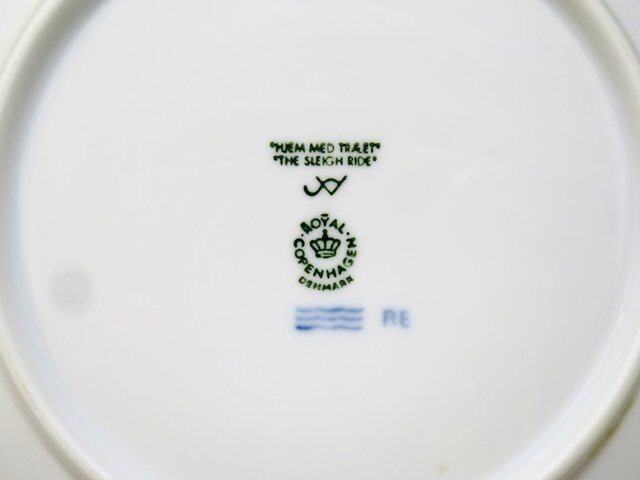 "HJEM MED TRÆET"
"THE SLEIGH RIDE"
ROYAL
COPENHAGEN
DENMARK
RE